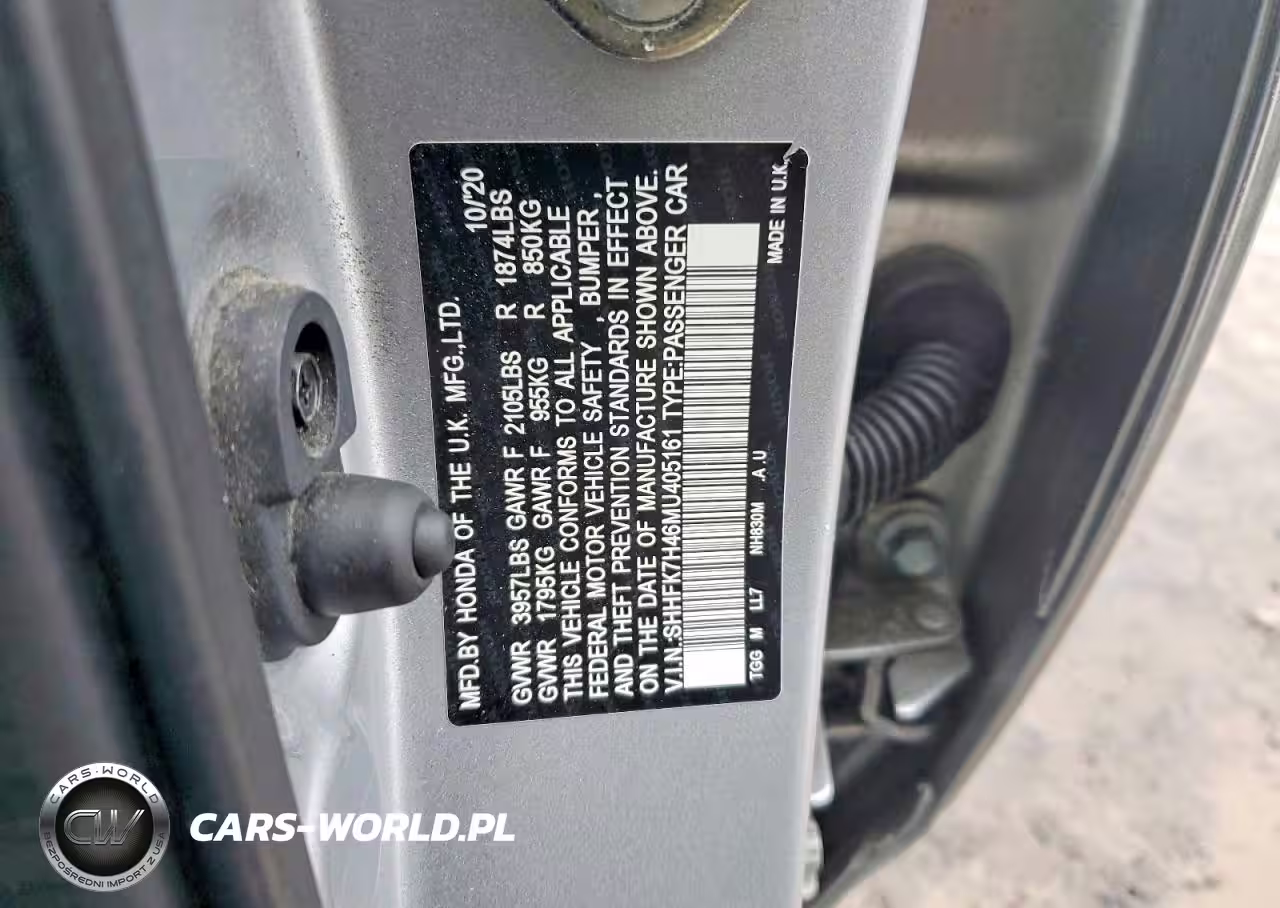 MFD.BY HONDA OF THE U.K. MFG.,LTD. 10/'20
GVWR 3957LBS GAWR F 2105LBS R 1874LBS
GVWR 1795KG GAWR F 955KG R 850KG
THIS VEHICLE CONFORMS TO ALL APPLICABLE
FEDERAL MOTOR VEHICLE SAFETY , BUMPER ,
AND THEFT PREVENTION STANDARDS IN EFFECT
ON THE DATE OF MANUFACTURE SHOWN ABOVE.
V.I.N.:SHHFK7H46MU405161 TYPE:PASSENGER CAR
TGG M LL7 NH830M .A U MADE IN U.K.
CARS-WORLD
CW
BEZPOŚREDNI IMPORT Z USA
CARS-WORLD.PL